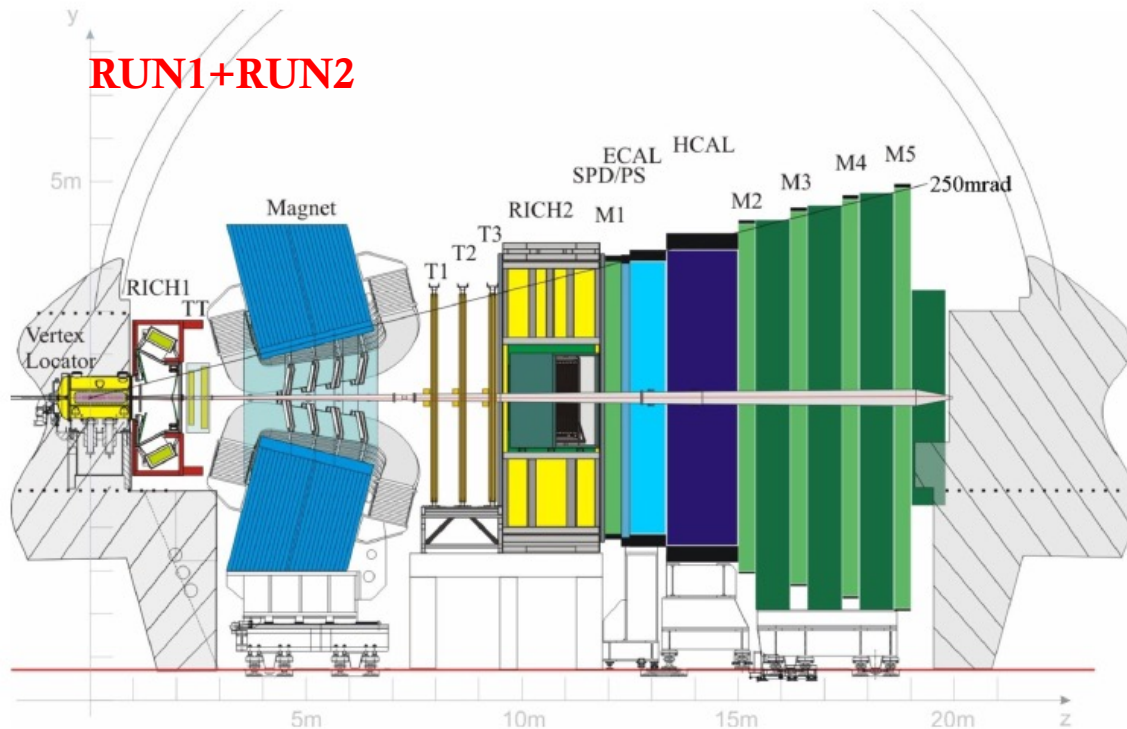 y
RUN1+RUN2
HCAL
ECAL
SPD/PS
M5
M4
M3
M2
250mrad
5m
Magnet
RICH2
M1
T3
T2
T1
RICH1
TT
Vertex
Locator
5m
10m
15m
20m
z